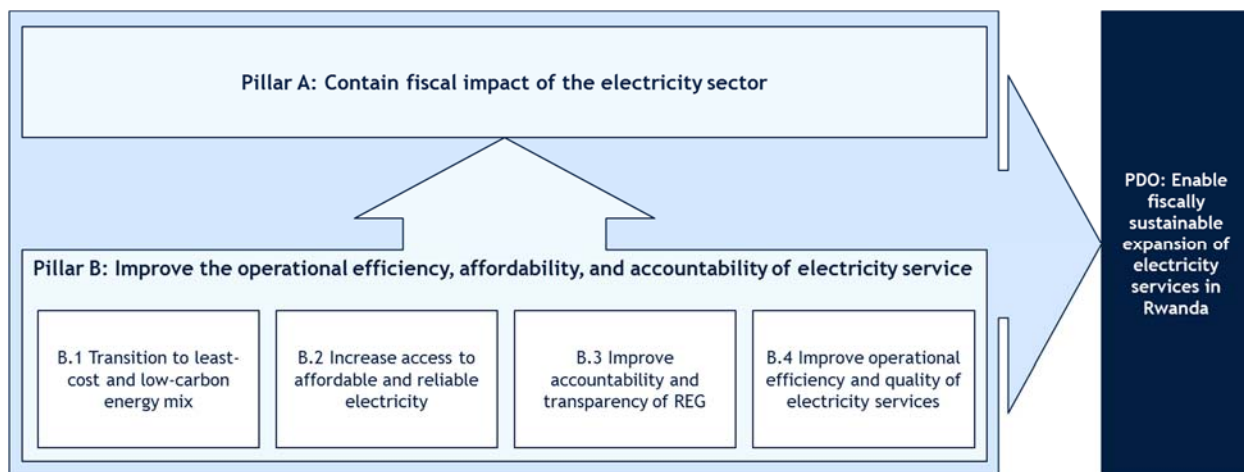 Pillar A: Contain fiscal impact of the electricity sector
Pillar B: Improve the operational efficiency, affordability, and accountability of electricity service
B.1 Transition to least-
cost and low-carbon
energy mix
B.2 Increase access to
affordable and reliable
electricity
B.3 Improve
accountability and
transparency of REG
B.4 Improve operational
efficiency and quality of
electricity services
PDO: Enable
fiscally
sustainable
expansion of
electricity
services in
Rwanda